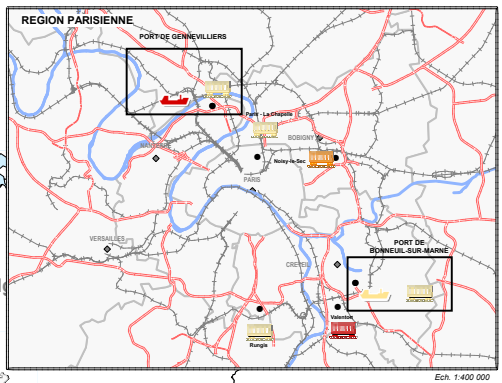 REGION PARISIENNE
PORT DE GENNEVILLIERS
Paris - La Chapelle
BOBIGNY
NANTERRE
Noisy-le-Sec
PARIS
VERSAILLES
PORT DE
BONNEUIL-SUR-MARNE
CRETEIL
Valenton
Rungis
Ech. 1:400 000